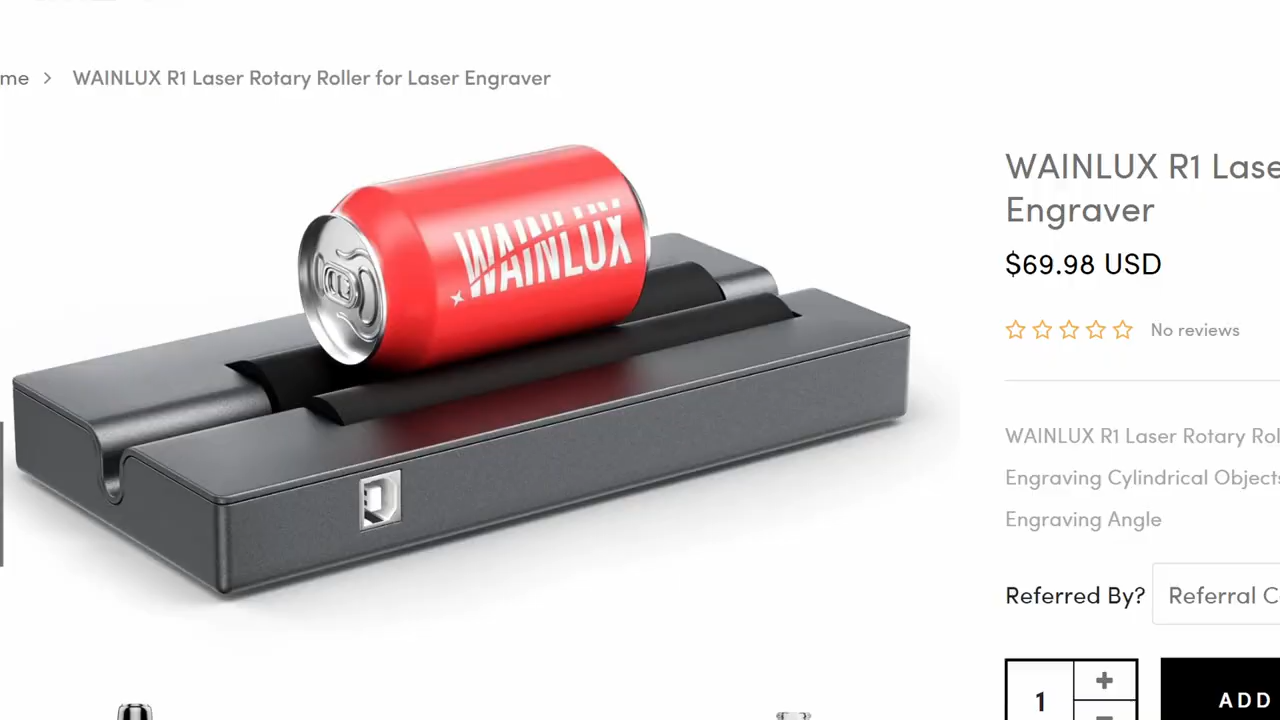 me > WAINLUX R1 Laser Rotary Roller for Laser Engraver
WAINLUX
WAINLUX R1 Lase
Engraver
$69.98 USD
No reviews
WAINLUX R1 Laser Rotary Rol
Engraving Cylindrical Objects
Engraving Angle
Referred By? Referral C
1 +
ADD